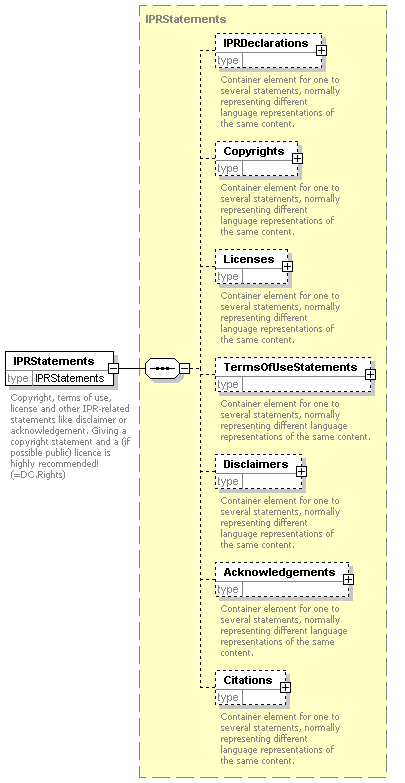 IPRStatements
IPRDeclarations
type
Container element for one to
several statements, normally
representing different
language representations of
the same content.
Copyrights
type
Container element for one to
several statements, normally
representing different
language representations of
the same content.
Licenses
type
Container element for one to
several statements, normally
representing different
language representations of
the same content.
IPRStatements
type IPRStatements
Copyright, terms of use,
license and other IPR-related
statements like disclaimer or
acknowledgement. Giving a
copyright statement and a (if
possible public) licence is
highly recommended!
(=DC.Rights)
TermsOfUseStatements
type
Container element for one to
several statements, normally
representing different language
representations of the same content.
Disclaimers
type
Container element for one to
several statements, normally
representing different
language representations of
the same content.
Acknowledgements
type
Container element for one to
several statements, normally
representing different language
representations of the same
content.
Citations
type
Container element for one to
several statements, normally
representing different
language representations of
the same content.